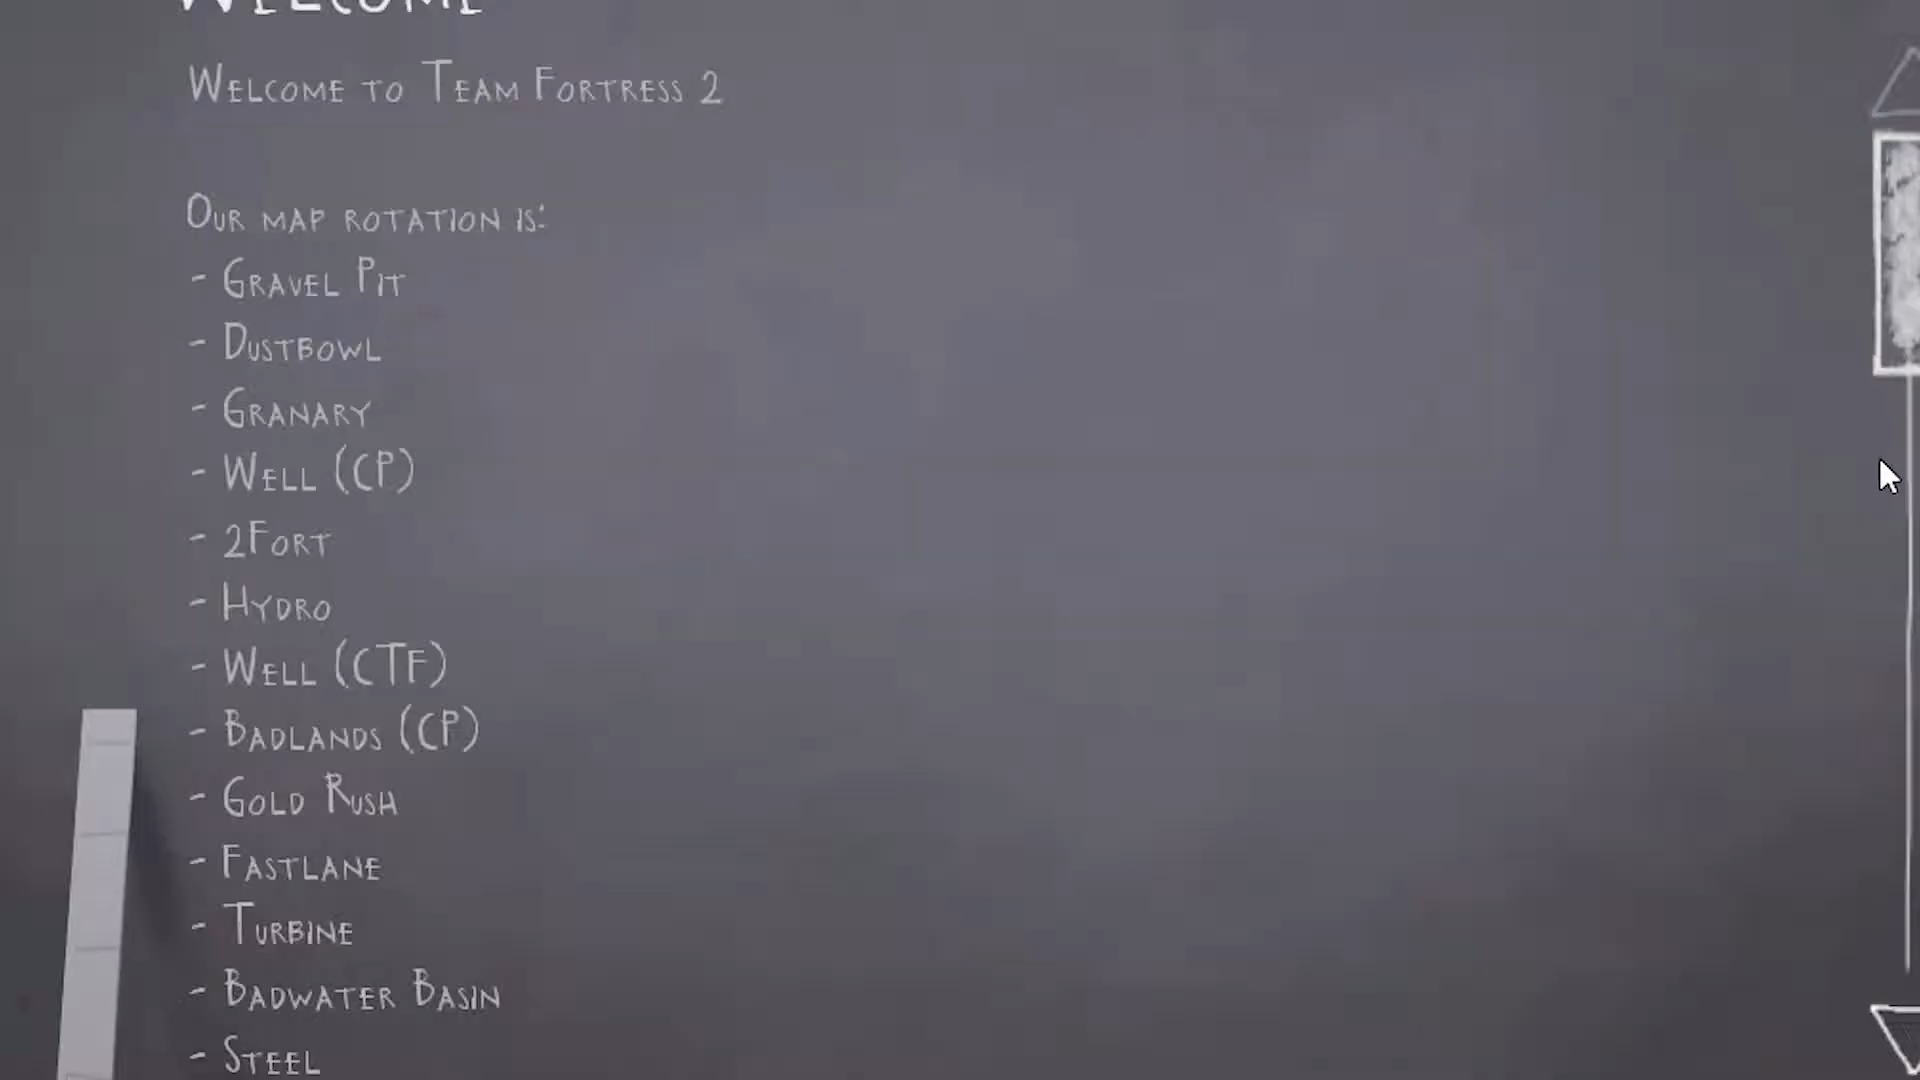 Welcome
Welcome to Team Fortress 2
Our map rotation is:
- Gravel Pit
- Dustbowl
- Granary
- Well (CP)
- 2Fort
- Hydro
- Well (CTF)
- Badlands (CP)
- Gold Rush
- Fastlane
- Turbine
- Badwater Basin
- Steel